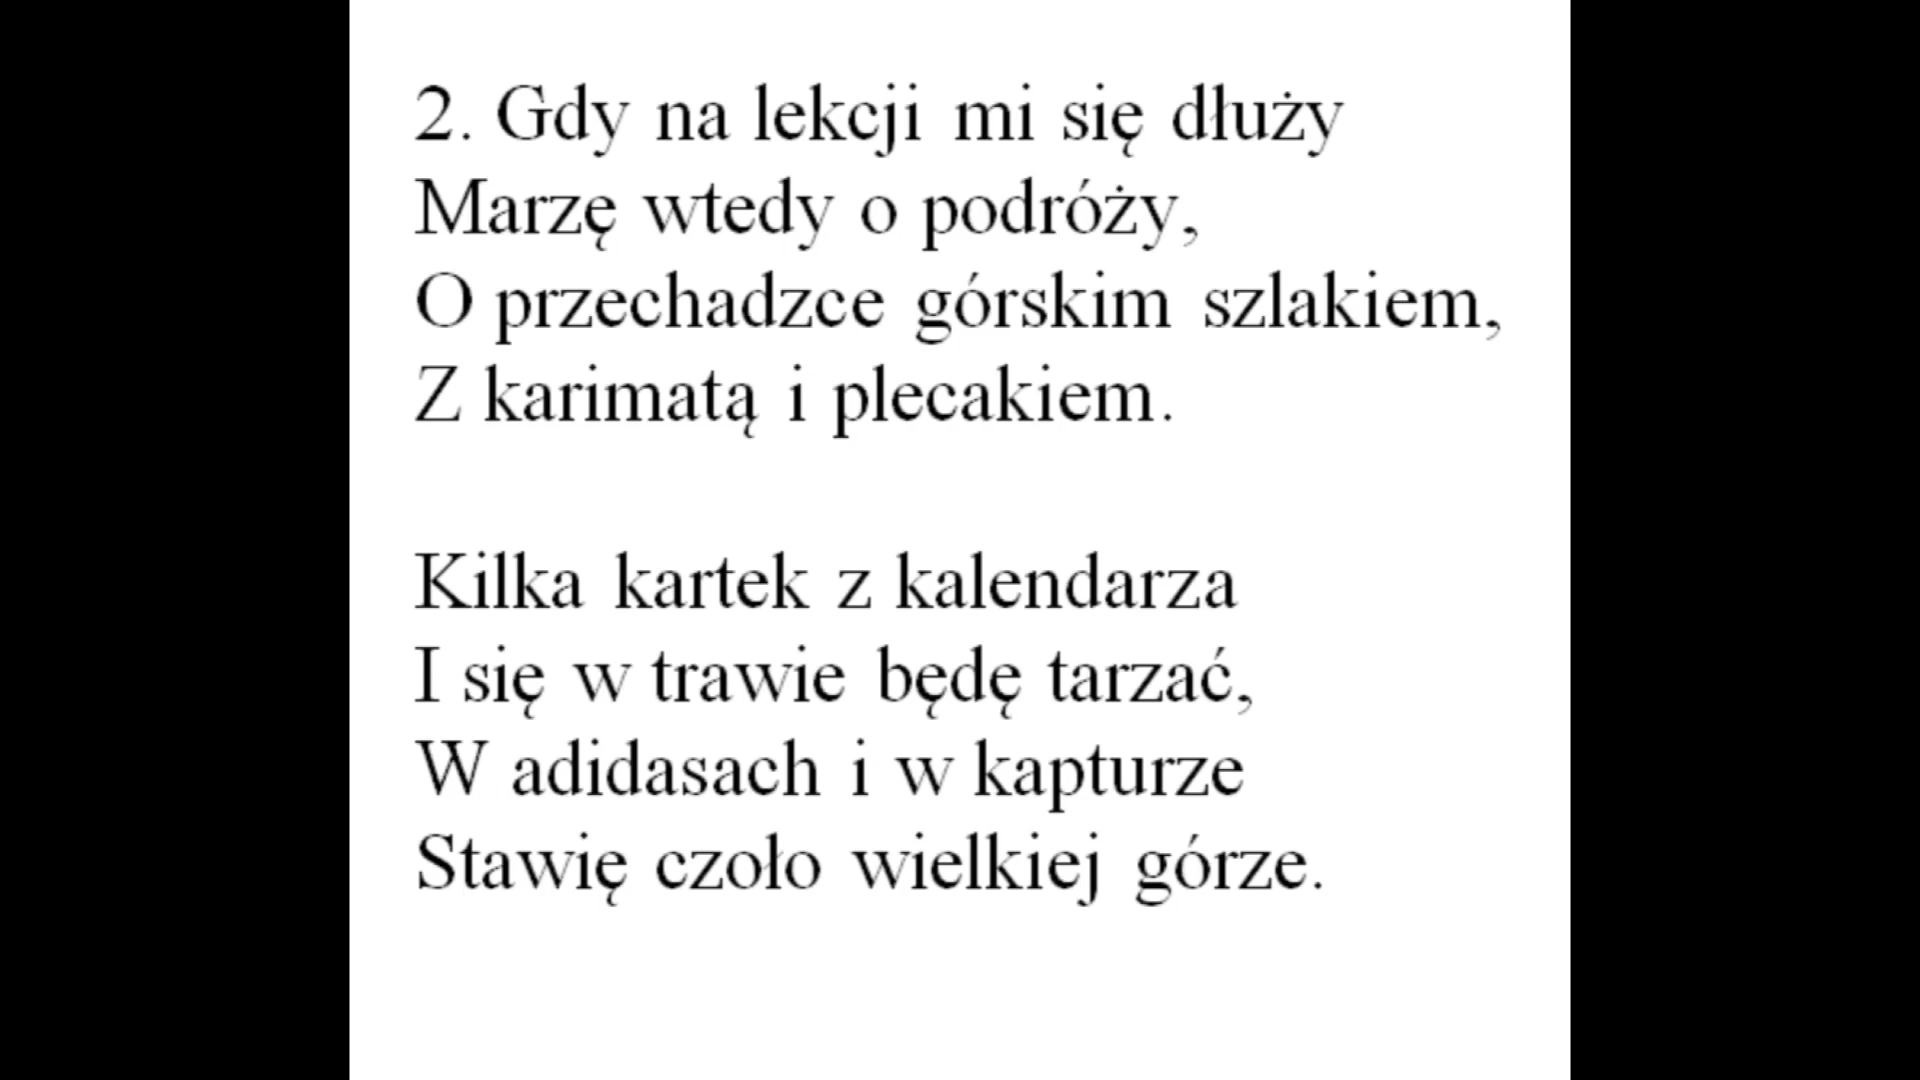 2. Gdy na lekcji mi się dłuży
Marzę wtedy o podróży,
O przechadzce górskim szlakiem,
Z karimatą i plecakiem.
Kilka kartek z kalendarza
I się w trawie będę tarzać,
W adidasach i w kapturze
Stawię czoło wielkiej górze.